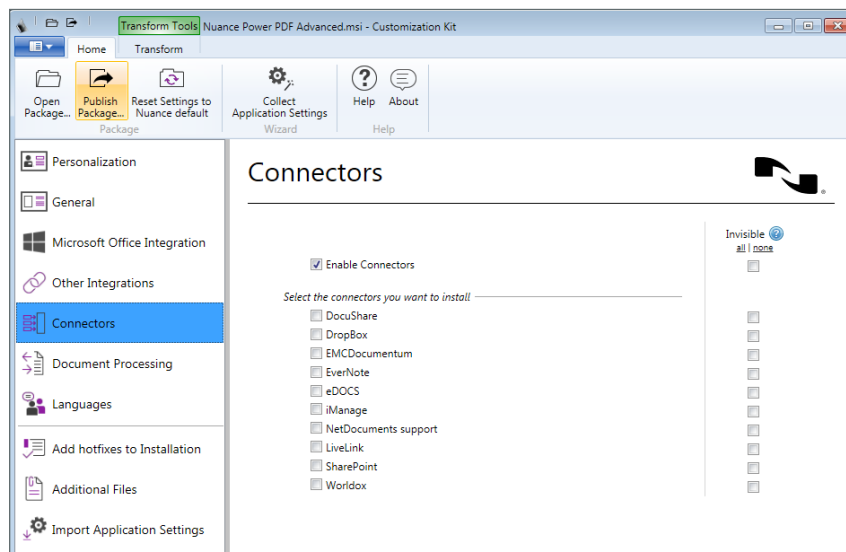 Transform Tools Nuance Power PDF Advanced.msi - Customization Kit
Home Transform
Open Package...
Publish Package...
Reset Settings to Nuance default
Package
Collect Application Settings
Wizard
Help About
Help
Personalization
General
Microsoft Office Integration
Other Integrations
Connectors
Document Processing
Languages
Add hotfixes to Installation
Additional Files
Import Application Settings
Connectors
Invisible ?
all | none
Enable Connectors
Select the connectors you want to install
DocuShare
DropBox
EMCDocumentum
EverNote
eDOCS
iManage
NetDocuments support
LiveLink
SharePoint
Worldox